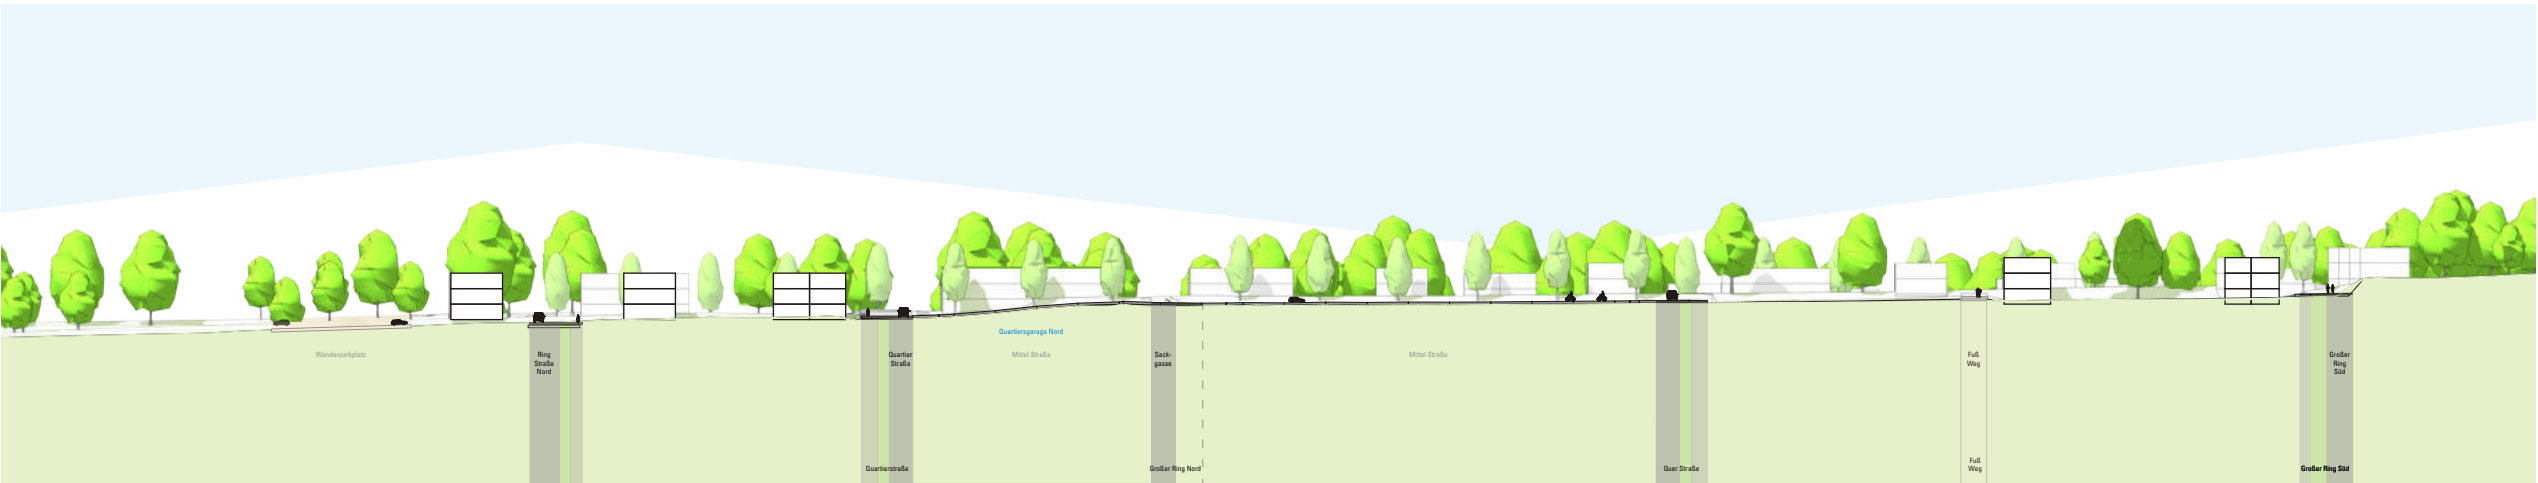 Quartiersgarage Nord
Wanderparkplatz
Ring
Straße
Nord
Quartier
Straße
Mittel Straße
Sack-
gasse
Mittel Straße
Fuß
Weg
Großer
Ring
Süd
Quartierstraße
Großer Ring Nord
Quer Straße
Fuß
Weg
Großer Ring Süd